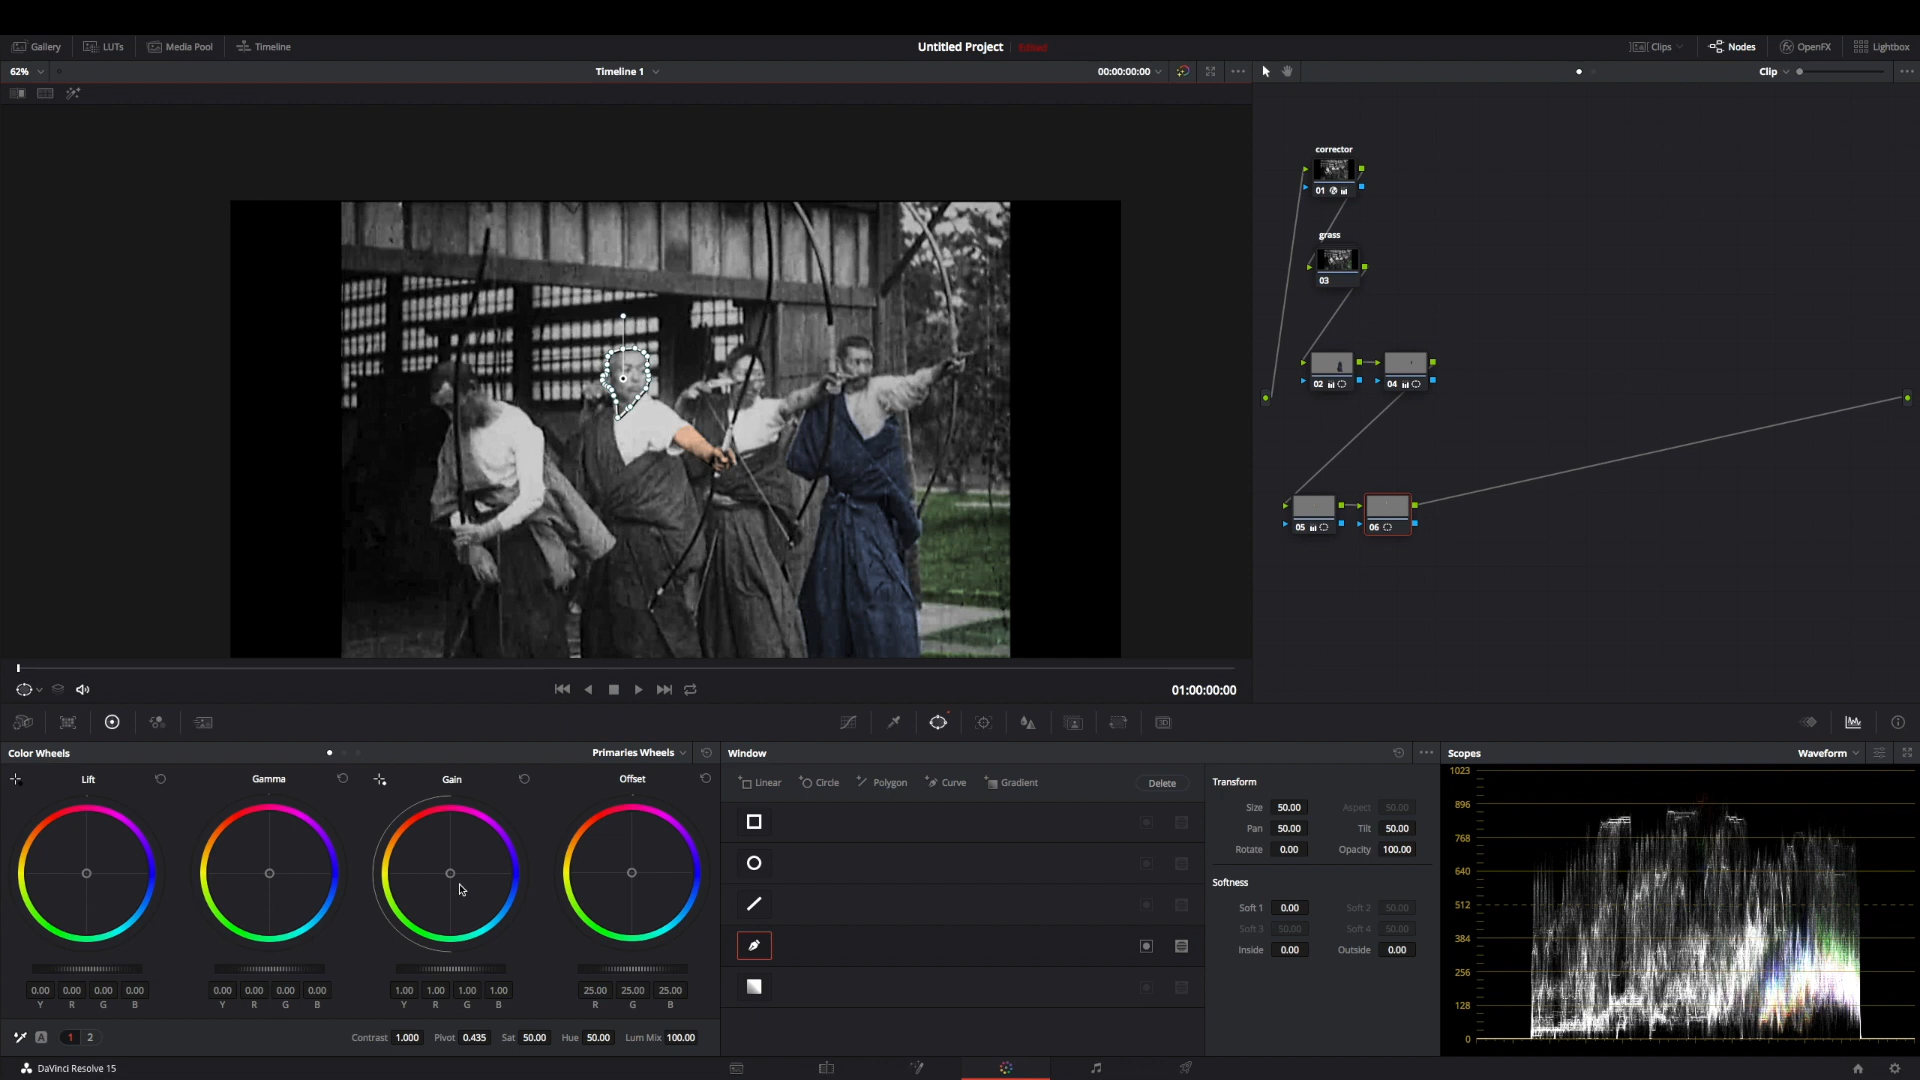 Gallery LUTs Media Pool Timeline Untitled Project Edited Clips Nodes OpenFX Lightbox
62% Timeline 1 00:00:00:00 Clip
corrector
01
grass
03
02 04
05 06
01:00:00:00
Color Wheels Primaries Wheels Window Scopes Waveform
Lift Gamma Gain Offset
Linear Circle Polygon Curve Gradient Delete
Transform
Size 50.00 Aspect 50.00
Pan 50.00 Tilt 50.00
Rotate 0.00 Opacity 100.00
Softness
Soft 1 0.00 Soft 2 50.00
Soft 3 50.00 Soft 4 50.00
Inside 0.00 Outside 0.00
1023
896
768
640
512
384
256
128
0
0.00 0.00 0.00 0.00 0.00 0.00 0.00 0.00 1.00 1.00 1.00 1.00 25.00 25.00 25.00
Y R G B Y R G B Y R G B R G B
A 1 2 Contrast 1.000 Pivot 0.435 Sat 50.00 Hue 50.00 Lum Mix 100.00
DaVinci Resolve 15